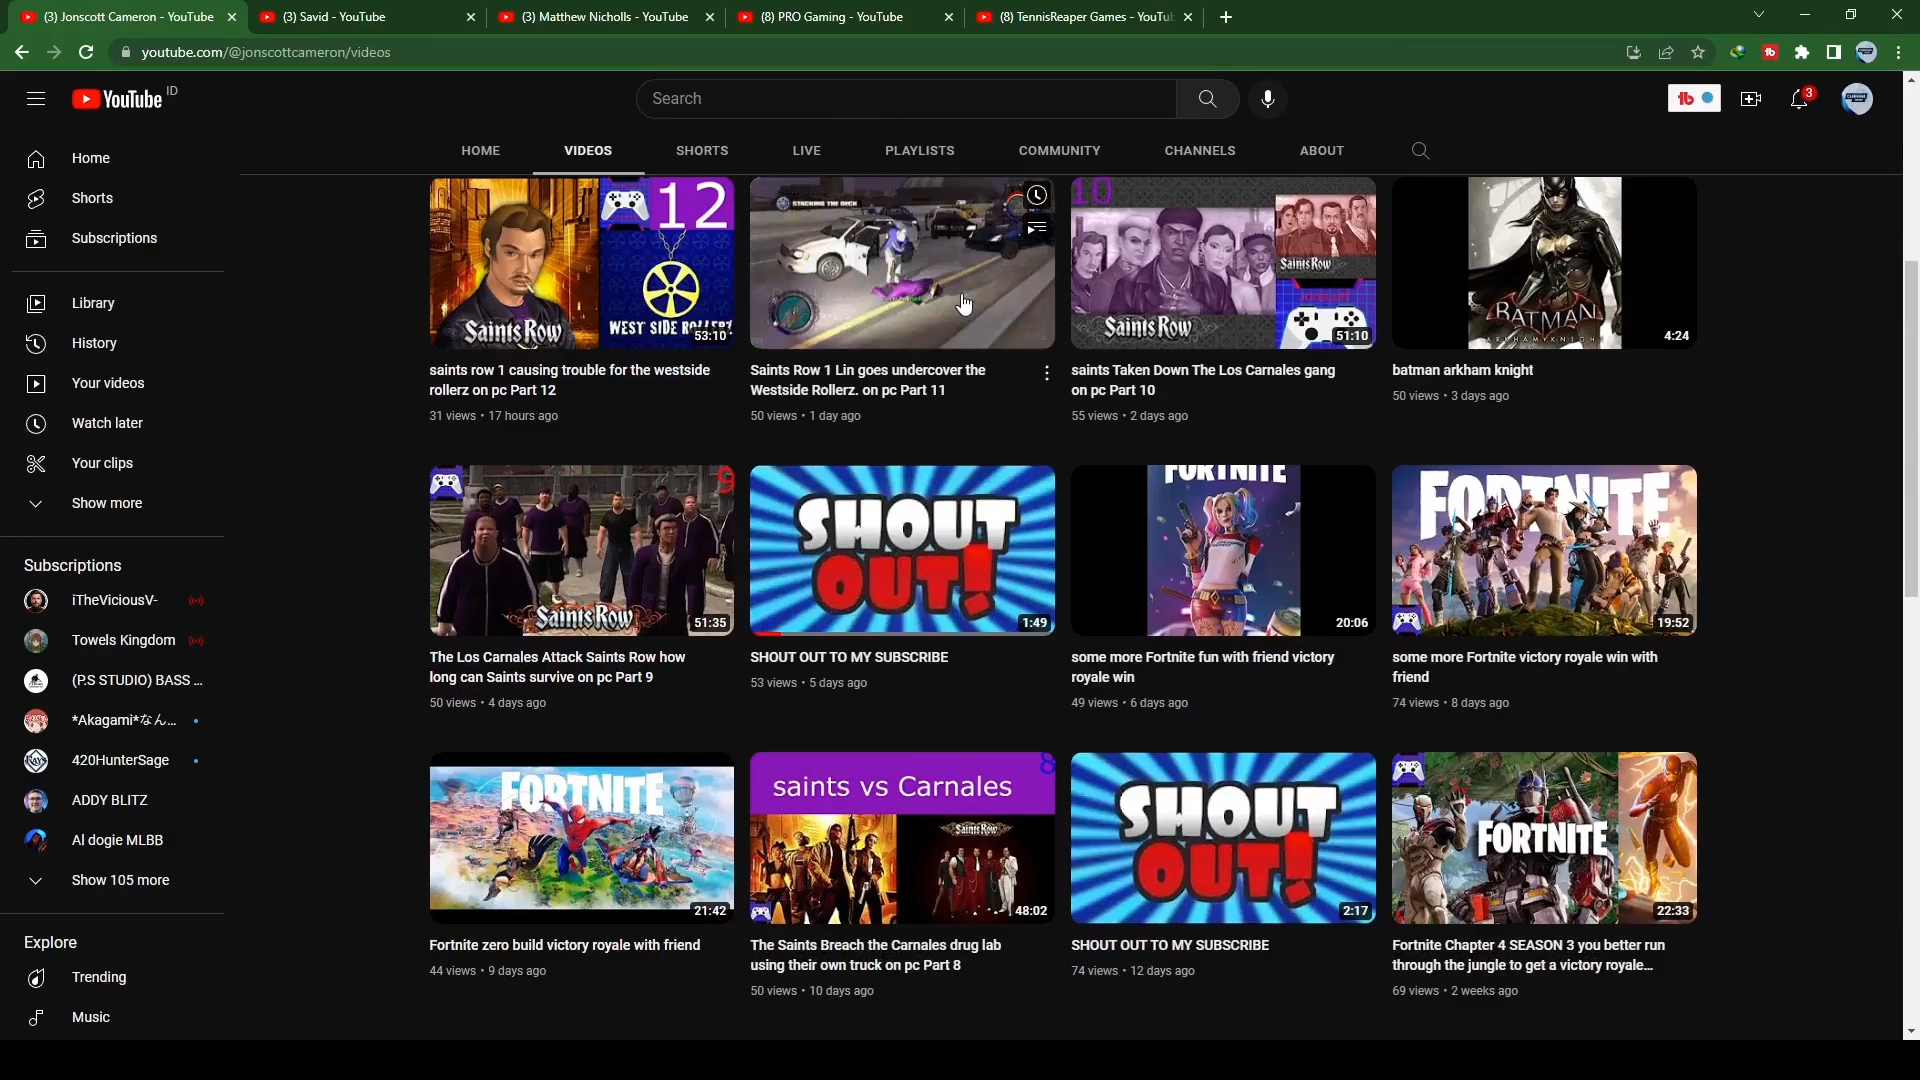 (3) Jonscott Cameron - YouTube
(3) Savid - YouTube
(3) Matthew Nicholls - YouTube
(8) PRO Gaming - YouTube
(8) TennisReaper Games - YouTu
youtube.com/@jonscottcameron/videos
YouTube ID
Search
3
HOME
VIDEOS
SHORTS
LIVE
PLAYLISTS
COMMUNITY
CHANNELS
ABOUT
Home
Shorts
Subscriptions
Library
History
Your videos
Watch later
Your clips
Show more
Subscriptions
iTheViciousV-
Towels Kingdom
(P.S STUDIO) BASS ...
*Akagami*なん...
420HunterSage
ADDY BLITZ
Al dogie MLBB
Show 105 more
Explore
Trending
Music
12
Saints Row
WEST SIDE ROLLERZ
53:10
saints row 1 causing trouble for the westside
rollerz on pc Part 12
31 views • 17 hours ago
STACKING THE DECK
Saints Row 1 Lin goes undercover the
Westside Rollerz. on pc Part 11
50 views • 1 day ago
10
Saints Row
Saints Row
51:10
saints Taken Down The Los Carnales gang
on pc Part 10
55 views • 2 days ago
BATMAN
ARKHAM KNIGHT
4:24
batman arkham knight
50 views • 3 days ago
9
Saints Row
51:35
The Los Carnales Attack Saints Row how
long can Saints survive on pc Part 9
50 views • 4 days ago
SHOUT
OUT!
1:49
SHOUT OUT TO MY SUBSCRIBE
53 views • 5 days ago
FORTNITE
20:06
some more Fortnite fun with friend victory
royale win
49 views • 6 days ago
FORTNITE
19:52
some more Fortnite victory royale win with
friend
74 views • 8 days ago
FORTNITE
21:42
Fortnite zero build victory royale with friend
44 views • 9 days ago
8
saints vs Carnales
Saints Row
48:02
The Saints Breach the Carnales drug lab
using their own truck on pc Part 8
50 views • 10 days ago
SHOUT
OUT!
2:17
SHOUT OUT TO MY SUBSCRIBE
74 views • 12 days ago
FORTNITE
22:33
Fortnite Chapter 4 SEASON 3 you better run
through the jungle to get a victory royale...
69 views • 2 weeks ago